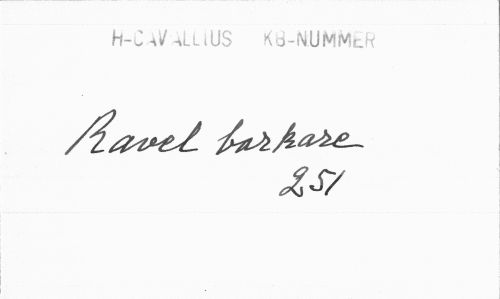 H-CAVALLIUS KB-NUMMER
Ravel barkare
251